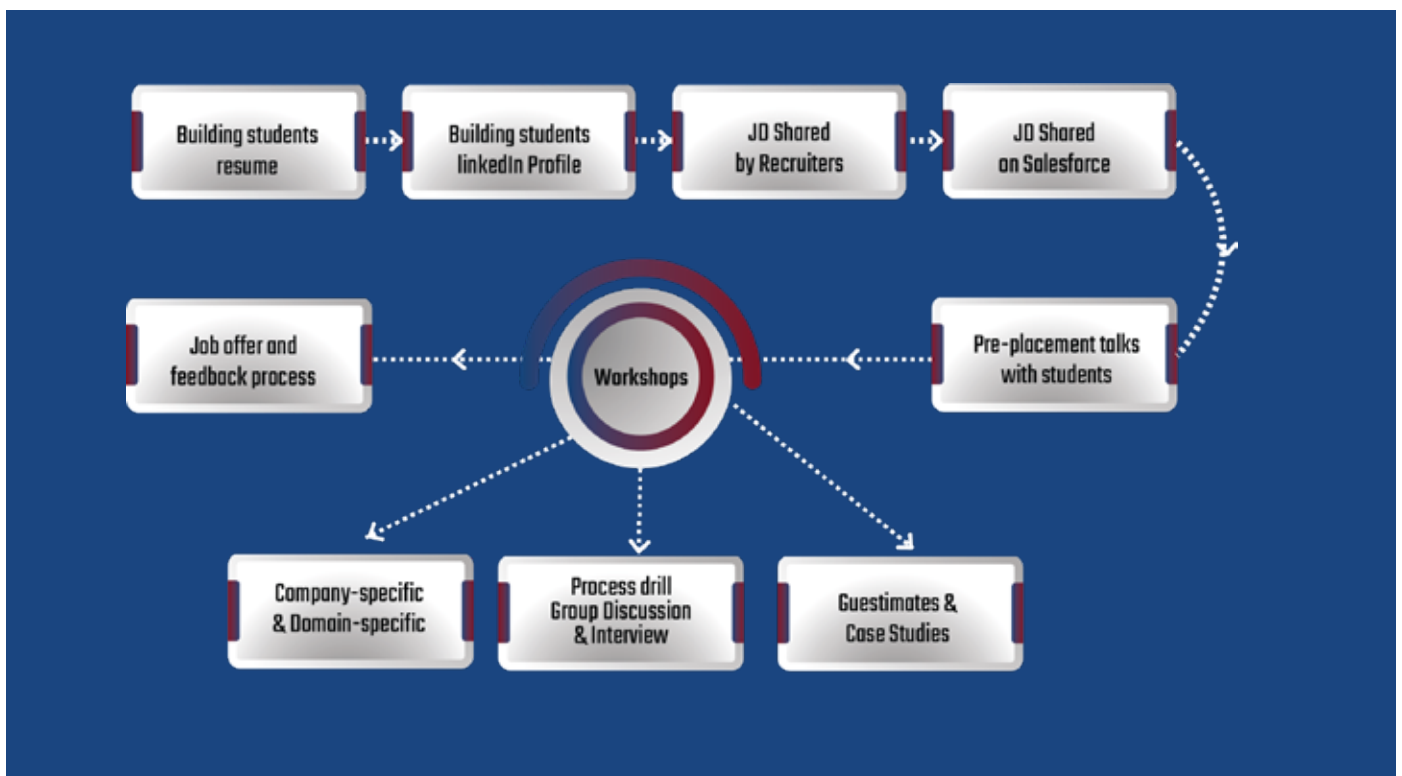 Building students
resume
Building students
linkedIn Profile
JD Shared
by Recruiters
JD Shared
on Salesforce
Pre-placement talks
with students
Workshops
Job offer and
feedback process
Company-specific
& Domain-specific
Process drill
Group Discussion
& Interview
Guestimates &
Case Studies